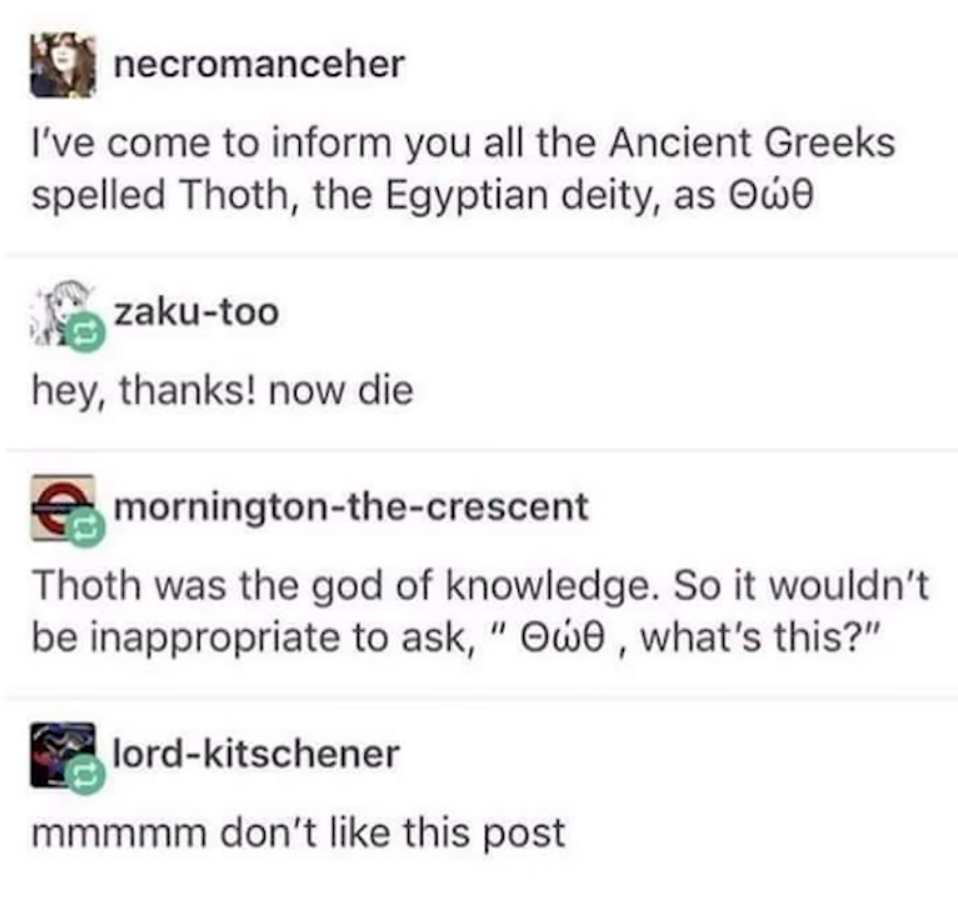 necromanceher
I've come to inform you all the Ancient Greeks
spelled Thoth, the Egyptian deity, as Θώθ
zaku-too
hey, thanks! now die
mornington-the-crescent
Thoth was the god of knowledge. So it wouldn't
be inappropriate to ask, " Θώθ , what's this?"
lord-kitschener
mmmmm don't like this post